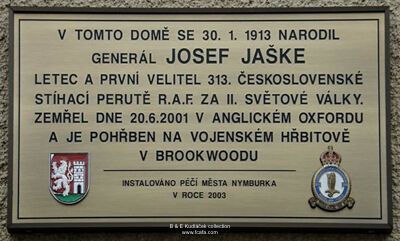 V TOMTO DOMĚ SE 30. 1. 1913 NARODIL
GENERÁL JOSEF JAŠKE
LETEC A PRVNÍ VELITEL 313. ČESKOSLOVENSKÉ
STÍHACÍ PERUTĚ R.A.F. ZA II. SVĚTOVÉ VÁLKY.
ZEMŘEL DNE 20.6.2001 V ANGLICKÉM OXFORDU
A JE POHŘBEN NA VOJENSKÉM HŘBITOVĚ
V BROOKWOODU
INSTALOVÁNO PÉČÍ MĚSTA NYMBURKA
V ROCE 2003
B & E Kudláček collection
www.fcafa.com